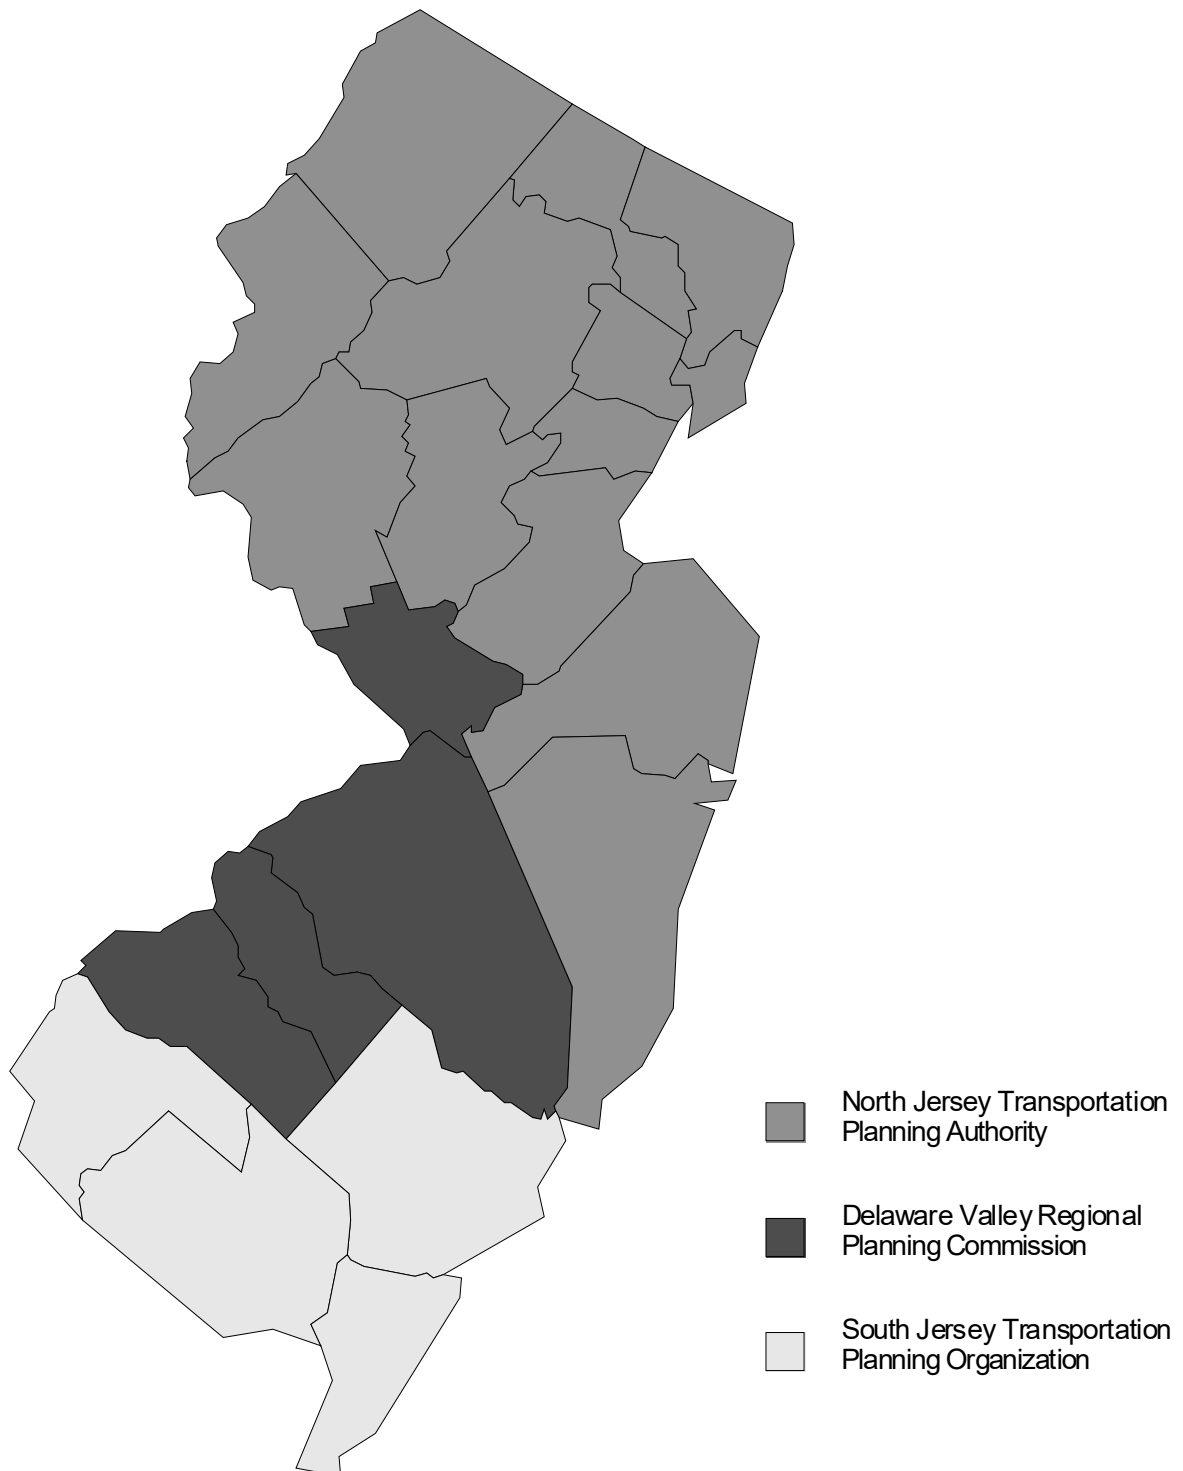 North Jersey Transportation
Planning Authority
Delaware Valley Regional
Planning Commission
South Jersey Transportation
Planning Organization